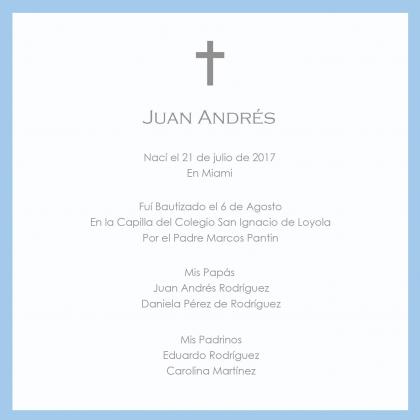 JUAN ANDRÉS
Nací el 21 de julio de 2017
En Miami
Fuí Bautizado el 6 de Agosto
En la Capilla del Colegio San Ignacio de Loyola
Por el Padre Marcos Pantin
Mis Papás
Juan Andrés Rodríguez
Daniela Pérez de Rodríguez
Mis Padrinos
Eduardo Rodríguez
Carolina Martínez